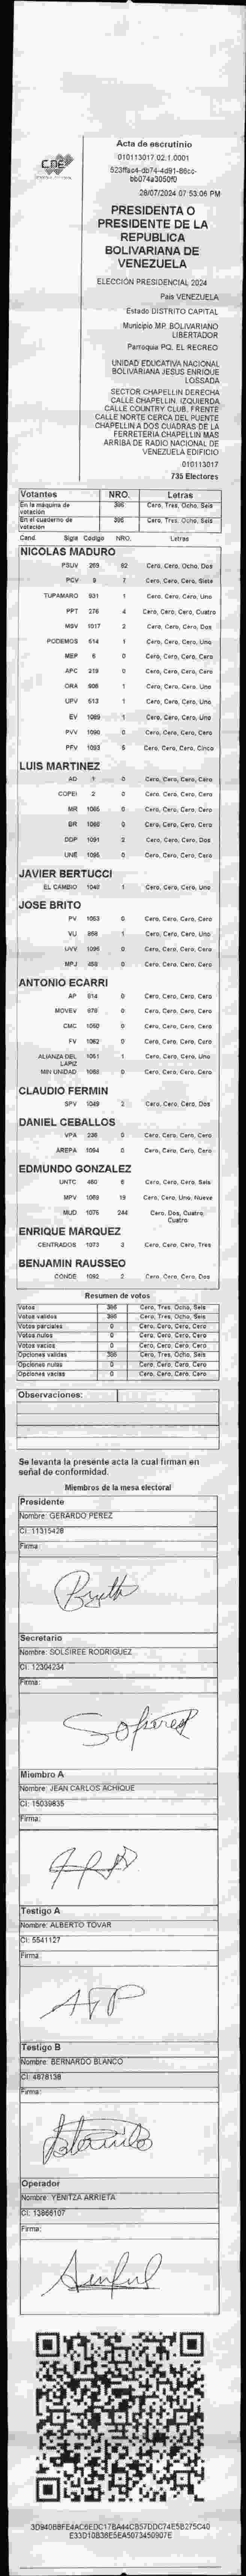 CDE
Acta de escrutinio
010113017.02.1.0001
28/07/2024 07:53:06 PM
PRESIDENTA O
PRESIDENTE DE LA
REPUBLICA
BOLIVARIANA DE
VENEZUELA
ELECCIÓN PRESIDENCIAL 2024
Pais VENEZUELA
Estado DISTRITO CAPITAL
Municipio MP. BOLIVARIANO
LIBERTADOR
Parroquia PQ. EL RECREO
UNIDAD EDUCATIVA NACIONAL
BOLIVARIANA JESUS ENRIQUE
LOSSADA
SECTOR CHAPELLIN DERECHA
CALLE CHAPELLIN. IZQUIERDA
CALLE COUNTRY CLUB. FRENTE
CALLE NORTE CERCA DEL PUENTE
CHAPELLIN A DOS CUADRAS DE LA
FERRETERIA CHAPELLIN MAS
ARRIBA DE RADIO NACIONAL DE
VENEZUELA EDIFICIO
010113017
735 Electores
Votantes NRO. Letras
En la máquina de votación 386 Cero, Tres, Ocho, Seis
En el cuaderno de votación 386 Cero, Tres, Ocho, Seis
Cand. Sigla Código NRO. Letras
NICOLAS MADURO
PSUV 269 82 Cero, Cero, Ocho, Dos
PCV 9 7 Cero, Cero, Cero, Siete
TUPAMARO 931 1 Cero, Cero, Cero, Uno
PPT 276 4 Cero, Cero, Cero, Cuatro
MSV 1017 2 Cero, Cero, Cero, Dos
PODEMOS 614 1 Cero, Cero, Cero, Uno
MEP 6 0 Cero, Cero, Cero, Cero
APC 219 0 Cero, Cero, Cero, Cero
ORA 906 1 Cero, Cero, Cero, Uno
UPV 513 1 Cero, Cero, Cero, Uno
EV 1089 1 Cero, Cero, Cero, Uno
PVV 1090 0 Cero, Cero, Cero, Cero
PFV 1093 5 Cero, Cero, Cero, Cinco
LUIS MARTINEZ
AD 1 0 Cero, Cero, Cero, Cero
COPEI 2 0 Cero, Cero, Cero, Cero
MR 1065 0 Cero, Cero, Cero, Cero
BR 1068 0 Cero, Cero, Cero, Cero
DDP 1091 2 Cero, Cero, Cero, Dos
UNE 1095 0 Cero, Cero, Cero, Cero
JAVIER BERTUCCI
EL CAMBIO 1048 1 Cero, Cero, Cero, Uno
JOSE BRITO
PV 1053 0 Cero, Cero, Cero, Cero
VU 868 1 Cero, Cero, Cero, Uno
UVV 1096 0 Cero, Cero, Cero, Cero
MPJ 458 0 Cero, Cero, Cero, Cero
ANTONIO ECARRI
AP 814 0 Cero, Cero, Cero, Cero
MOVEV 978 0 Cero, Cero, Cero, Cero
CMC 1050 0 Cero, Cero, Cero, Cero
FV 1062 0 Cero, Cero, Cero, Cero
ALIANZA DEL LAPIZ 1051 1 Cero, Cero, Cero, Uno
MIN UNIDAD 1068 0 Cero, Cero, Cero, Cero
CLAUDIO FERMIN
SPV 1049 2 Cero, Cero, Cero, Dos
DANIEL CEBALLOS
VPA 236 0 Cero, Cero, Cero, Cero
AREPA 1094 0 Cero, Cero, Cero, Cero
EDMUNDO GONZALEZ
UNTC 460 6 Cero, Cero, Cero, Seis
MPV 1069 19 Cero, Cero, Uno, Nueve
MUD 1076 244 Cero, Dos, Cuatro,
Cuatro
ENRIQUE MARQUEZ
CENTRADOS 1073 3 Cero, Cero, Cero, Tres
BENJAMIN RAUSSEO
CONDE 1092 2 Cero, Cero, Cero, Dos
Resumen de votos
Votos 386 Cero, Tres, Ocho, Seis
Votos válidos 386 Cero, Tres, Ocho, Seis
Votos parciales 0 Cero, Cero, Cero, Cero
Votos nulos 0 Cero, Cero, Cero, Cero
Votos vacíos 0 Cero, Cero, Cero, Cero
Opciones válidas 386 Cero, Tres, Ocho, Seis
Opciones nulas 0 Cero, Cero, Cero, Cero
Opciones vacías 0 Cero, Cero, Cero, Cero
Observaciones:
Se levanta la presente acta la cual firman en
señal de conformidad.
Miembros de la mesa electoral
Presidente
Nombre: GERARDO PEREZ
CI: 11315428
Firma:
Secretario
Nombre: SOLSIREE RODRIGUEZ
CI: 12304234
Firma:
Miembro A
Nombre: JEAN CARLOS ACHIQUE
CI: 15039835
Firma:
Testigo A
Nombre: ALBERTO TOVAR
CI: 5541127
Firma:
Testigo B
Nombre: BERNARDO BLANCO
CI: 4678138
Firma:
Operador
Nombre: YENITZA ARRIETA
CI: 13866107
Firma: